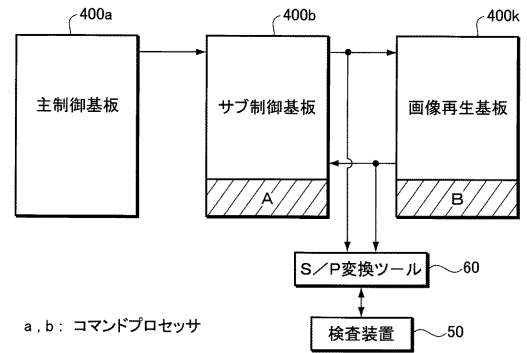 400a
400b
400k
主制御基板
サブ制御基板
画像再生基板
A
B
S/P変換ツール
60
a,b: コマンドプロセッサ
検査装置
50